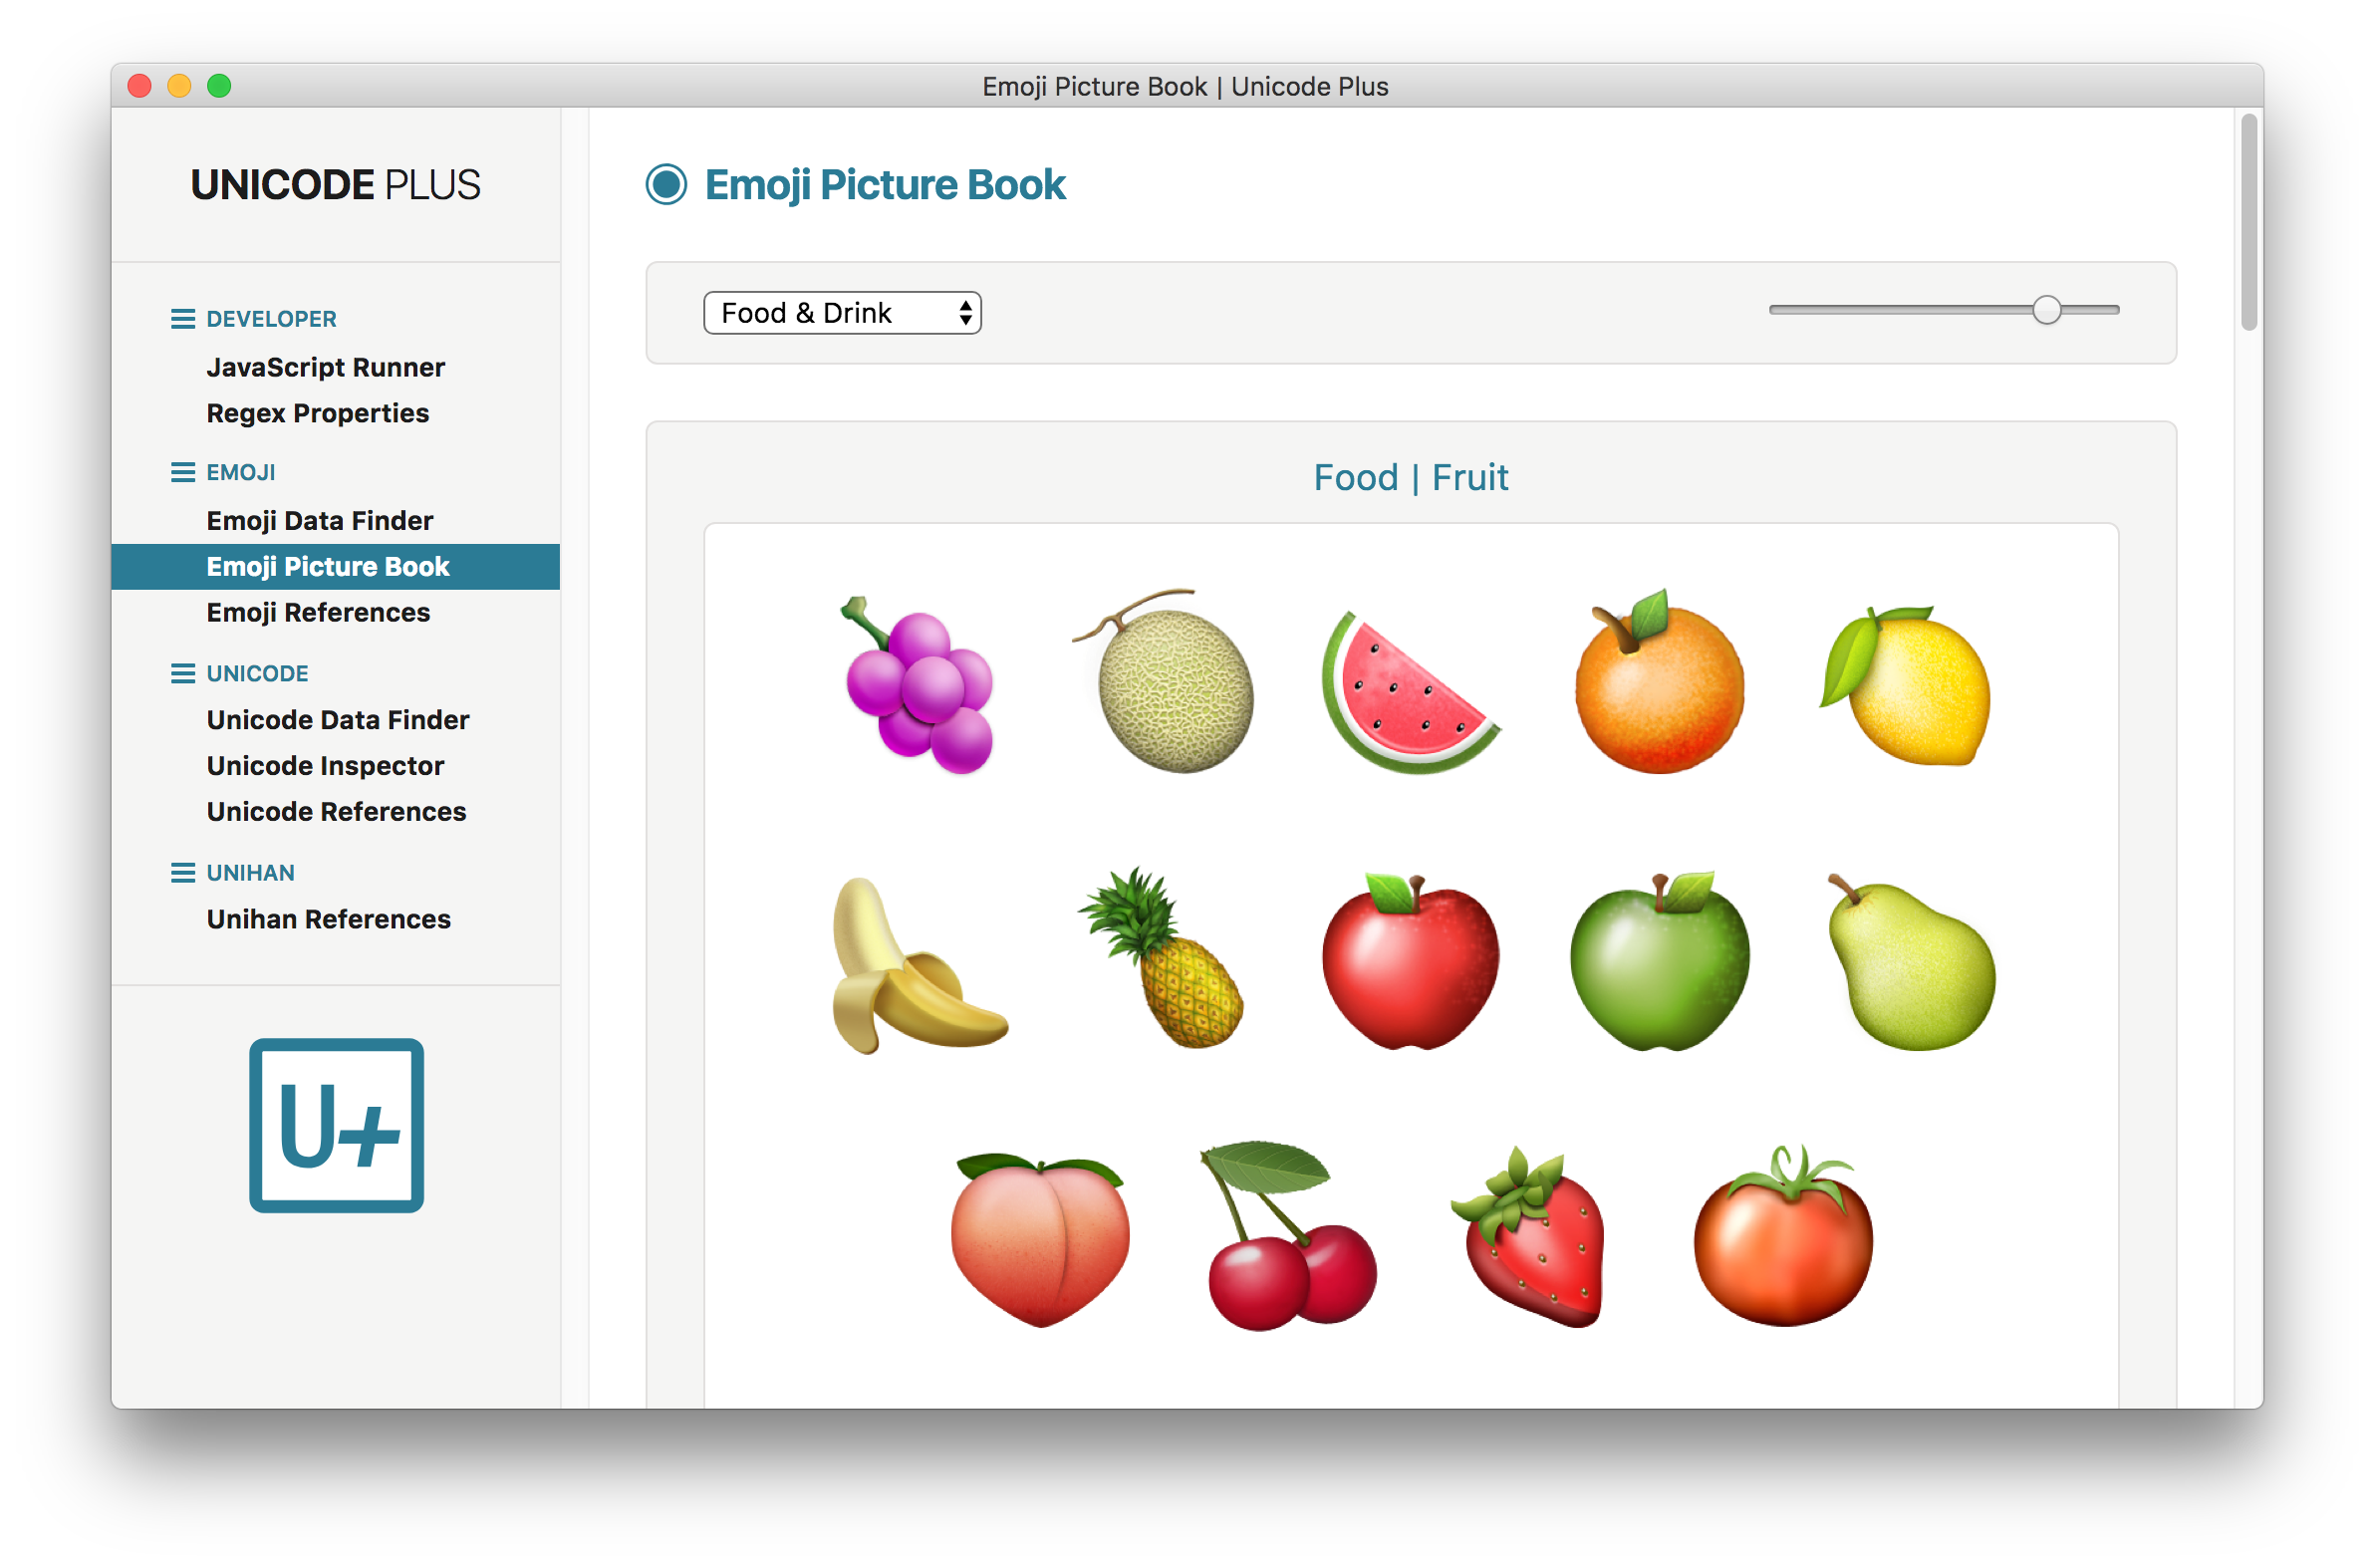 Emoji Picture Book | Unicode Plus
UNICODE PLUS
DEVELOPER
JavaScript Runner
Regex Properties
EMOJI
Emoji Data Finder
Emoji Picture Book
Emoji References
UNICODE
Unicode Data Finder
Unicode Inspector
Unicode References
UNIHAN
Unihan References
U+
Emoji Picture Book
Food & Drink
Food | Fruit